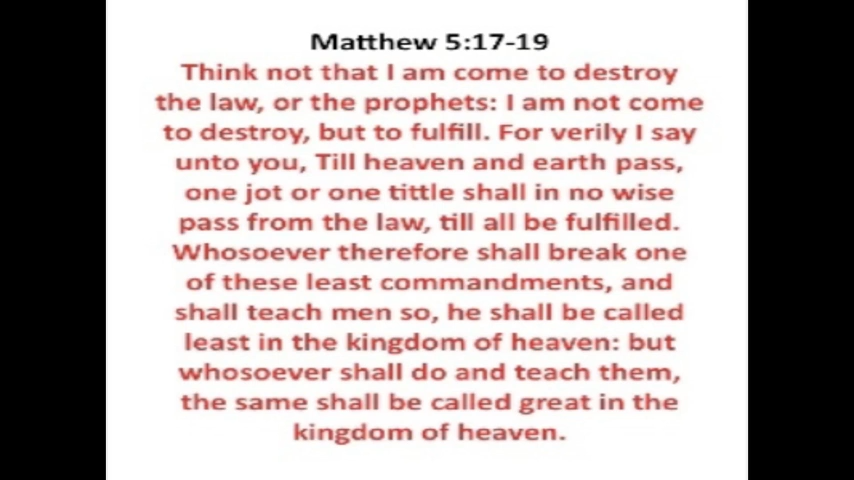 Matthew 5:17-19
Think not that I am come to destroy
the law, or the prophets: I am not come
to destroy, but to fulfill. For verily I say
unto you, Till heaven and earth pass,
one jot or one tittle shall in no wise
pass from the law, till all be fulfilled.
Whosoever therefore shall break one
of these least commandments, and
shall teach men so, he shall be called
least in the kingdom of heaven: but
whosoever shall do and teach them,
the same shall be called great in the
kingdom of heaven.